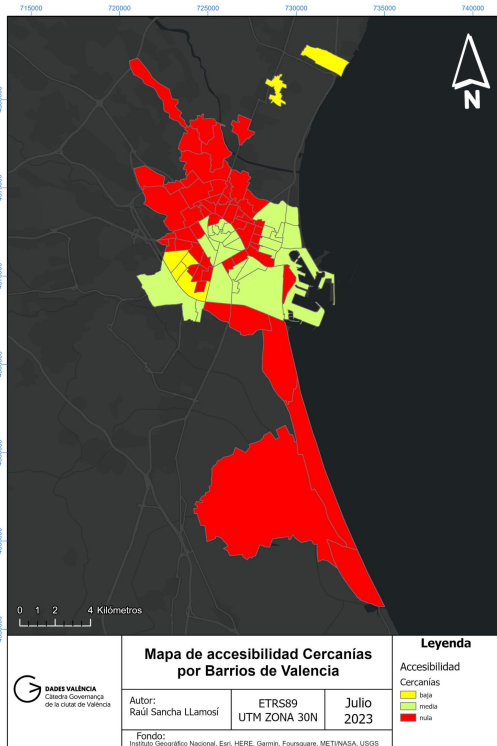 715000 720000 725000 730000 735000 740000
N
0 1 2 4 Kilómetros
DADES VALÈNCIA
Càtedra Governança
de la ciutat de València
Mapa de accesibilidad Cercanías
por Barrios de Valencia
Autor:
Raúl Sancha LLamosí
ETRS89
UTM ZONA 30N
Julio
2023
Fondo:
Instituto Geográfico Nacional, Esri, HERE, Garmin, Foursquare, METI/NASA, USGS
Leyenda
Accesibilidad
Cercanías
baja
media
nula